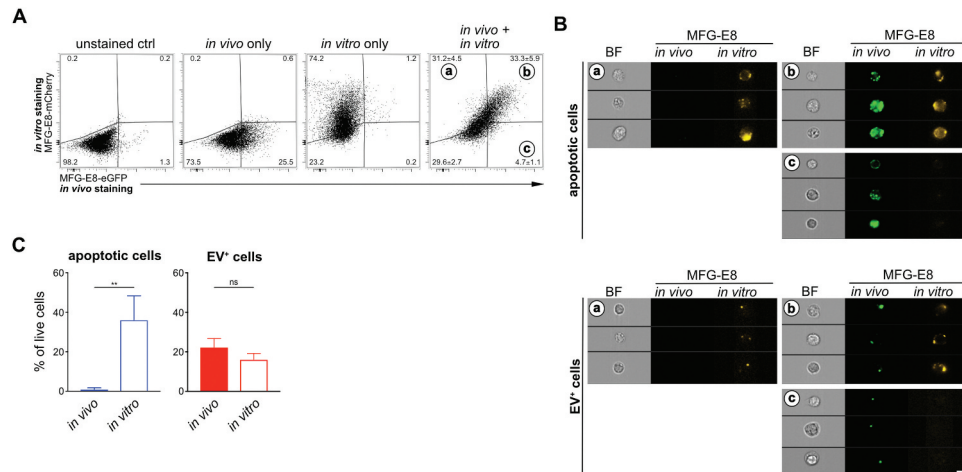 A
unstained ctrl
in vivo only
in vitro only
in vivo +
in vitro
in vitro staining
MFG-E8-mCherry
0.2
0.2
98.2
1.3
0.2
0.6
73.5
25.5
74.2
1.2
23.2
0.2
31.2±4.5
33.3±5.9
a
b
c
29.6±2.7
4.7±1.1
MFG-E8-eGFP
in vivo staining
B
MFG-E8
BF
in vivo
in vitro
a
MFG-E8
BF
in vivo
in vitro
b
c
apoptotic cells
MFG-E8
BF
in vivo
in vitro
a
MFG-E8
BF
in vivo
in vitro
b
c
EV⁺ cells
C
apoptotic cells
EV⁺ cells
% of live cells
60
40
20
0
**
in vivo
in vitro
60
40
20
0
ns
in vivo
in vitro